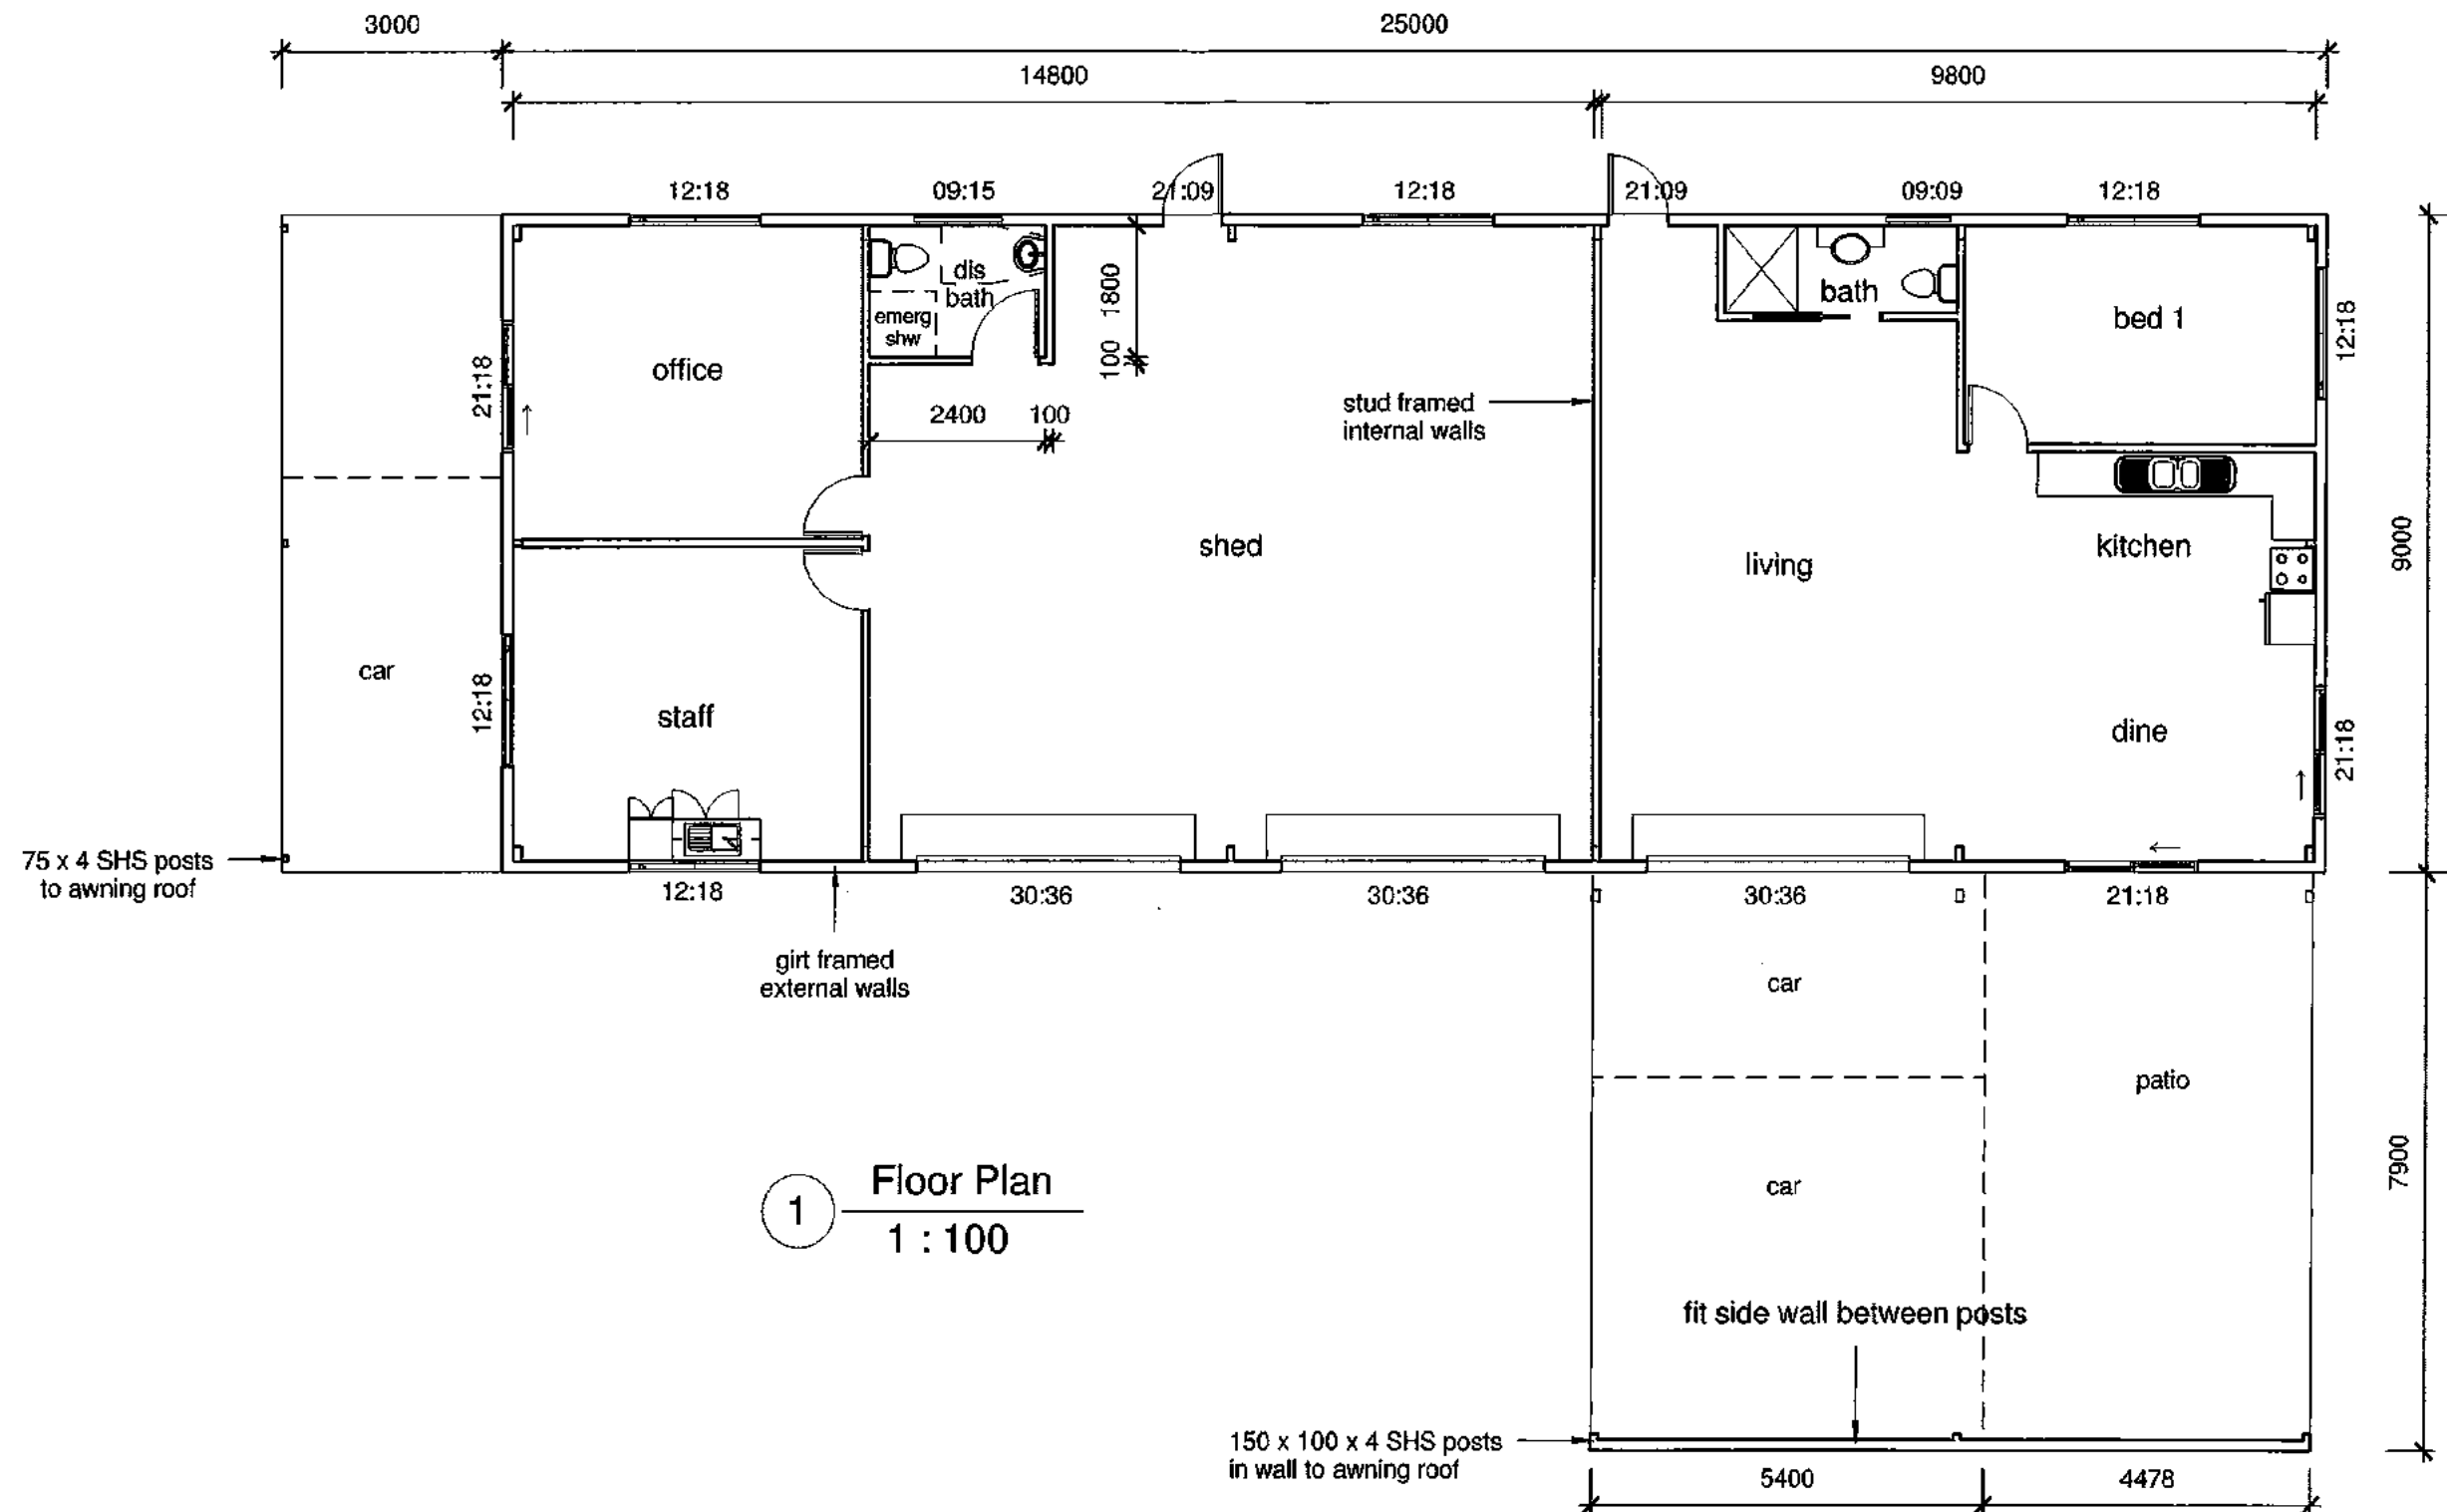 3000
25000
14800
9800
12:18
09:15
21:09
12:18
21:09
09:09
12:18
dis
bath
emerg
shw
1800
100
bath
bed 1
12:18
office
21:18
2400
100
stud framed
internal walls
shed
living
kitchen
9000
car
12:18
staff
dine
21:18
75 x 4 SHS posts
to awning roof
12:18
30:36
30:36
30:36
21:18
girt framed
external walls
car
patio
7900
car
1
Floor Plan
1 : 100
fit side wall between posts
150 x 100 x 4 SHS posts
in wall to awning roof
5400
4478